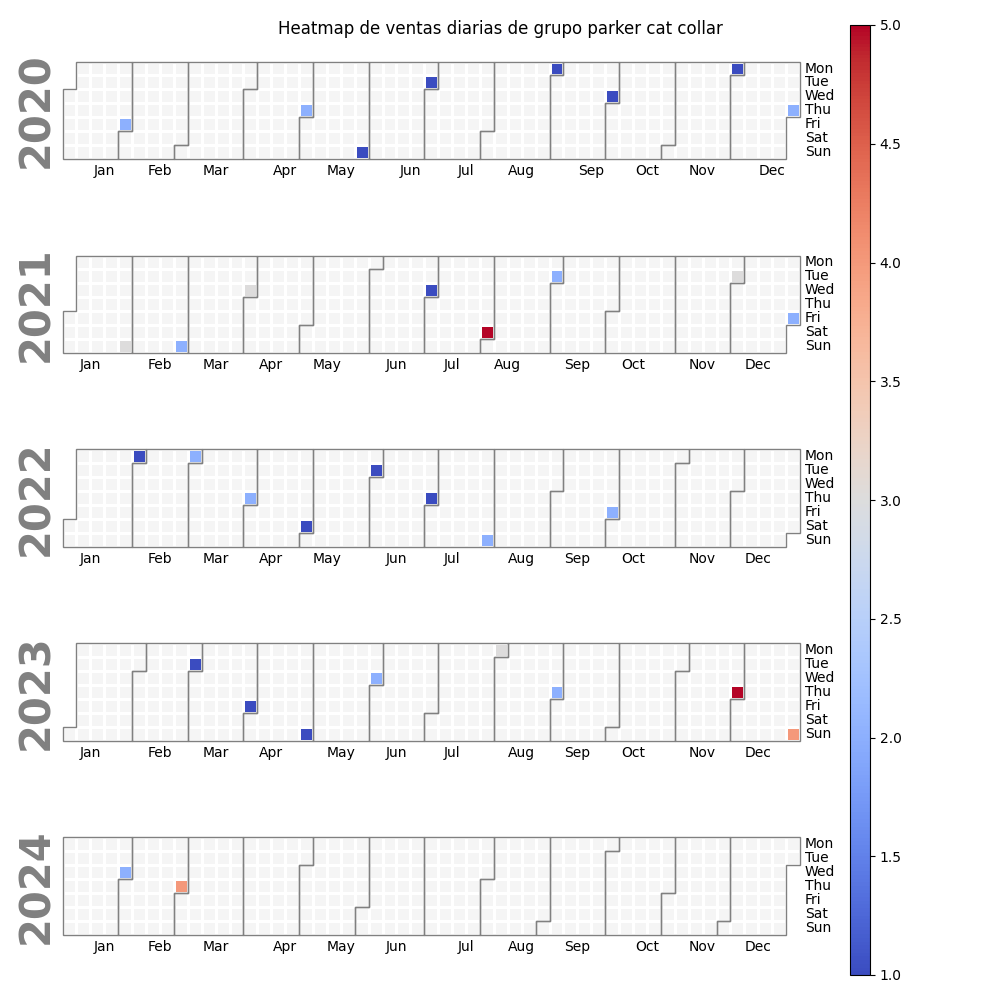 Heatmap de ventas diarias de grupo parker cat collar
2020
Mon
Tue
Wed
Thu
Fri
Sat
Sun
Jan Feb Mar Apr May Jun Jul Aug Sep Oct Nov Dec
2021
Mon
Tue
Wed
Thu
Fri
Sat
Sun
Jan Feb Mar Apr May Jun Jul Aug Sep Oct Nov Dec
2022
Mon
Tue
Wed
Thu
Fri
Sat
Sun
Jan Feb Mar Apr May Jun Jul Aug Sep Oct Nov Dec
2023
Mon
Tue
Wed
Thu
Fri
Sat
Sun
Jan Feb Mar Apr May Jun Jul Aug Sep Oct Nov Dec
2024
Mon
Tue
Wed
Thu
Fri
Sat
Sun
Jan Feb Mar Apr May Jun Jul Aug Sep Oct Nov Dec
5.0
4.5
4.0
3.5
3.0
2.5
2.0
1.5
1.0